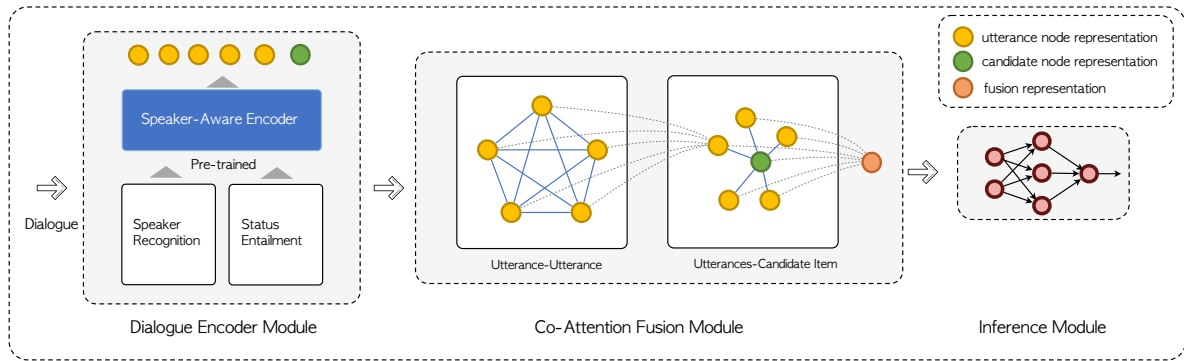 Speaker-Aware Encoder
Pre-trained
Dialogue
Speaker
Recognition
Status
Entailment
Dialogue Encoder Module
Utterance-Utterance
Utterances-Candidate Item
Co-Attention Fusion Module
utterance node representation
candidate node representation
fusion representation
Inference Module